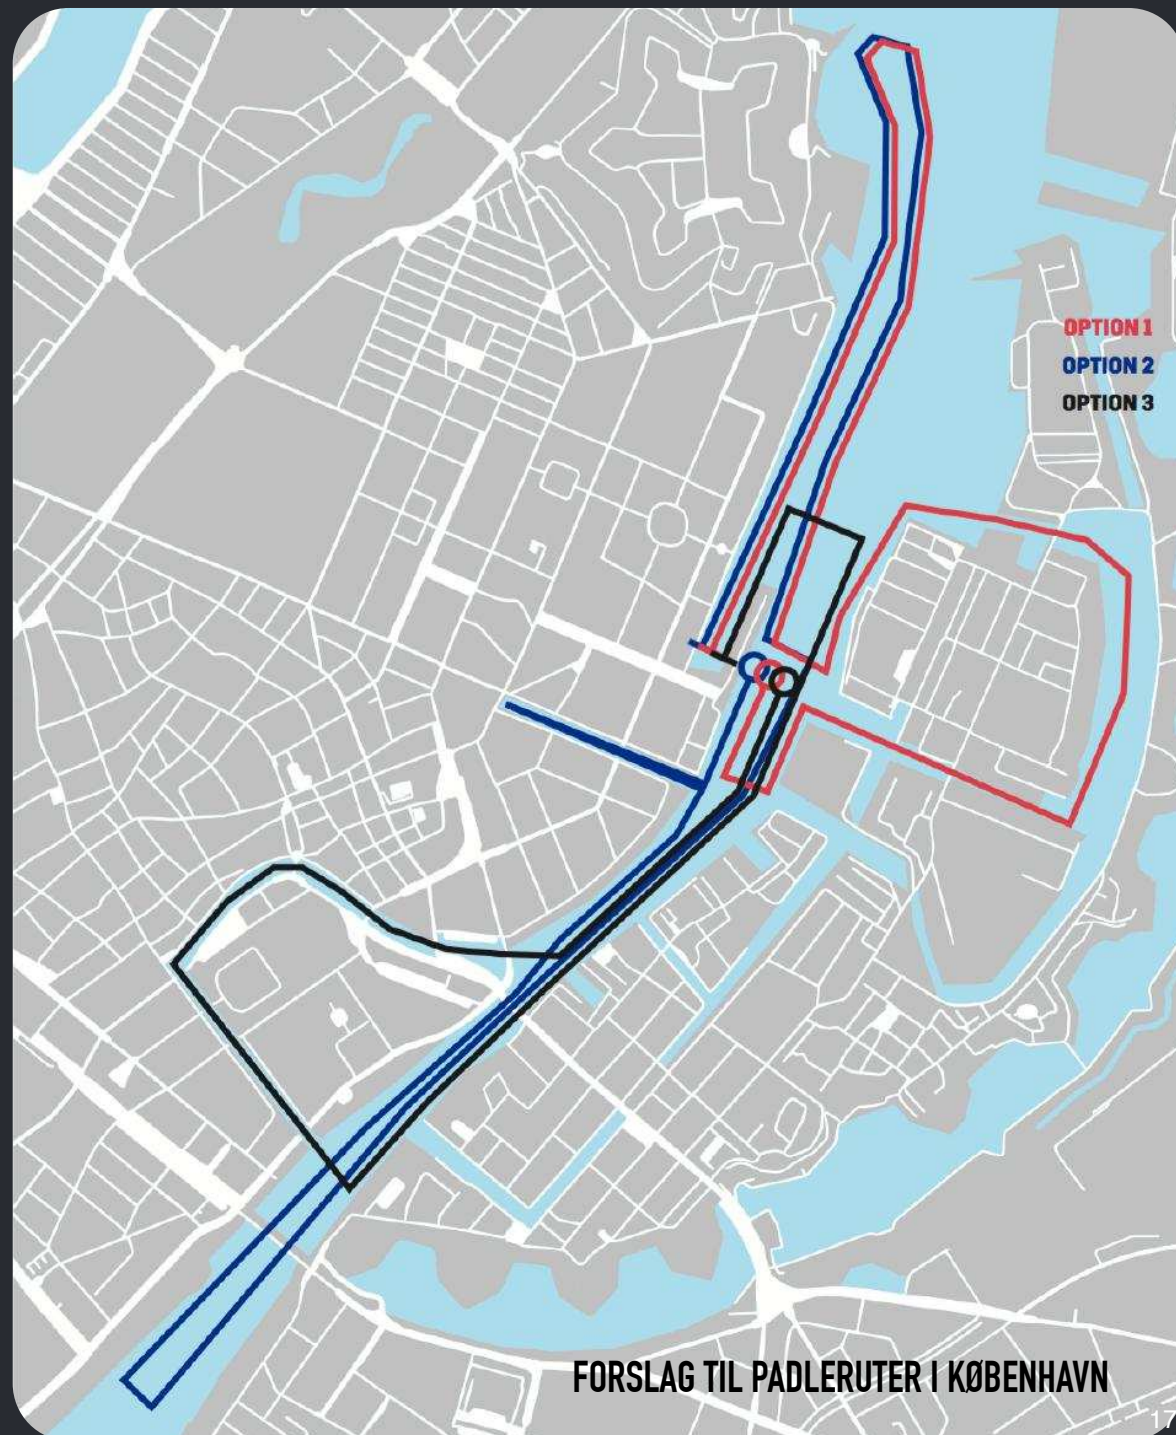 OPTION 1
OPTION 2
OPTION 3
FORSLAG TIL PADLERUTER I KØBENHAVN
17